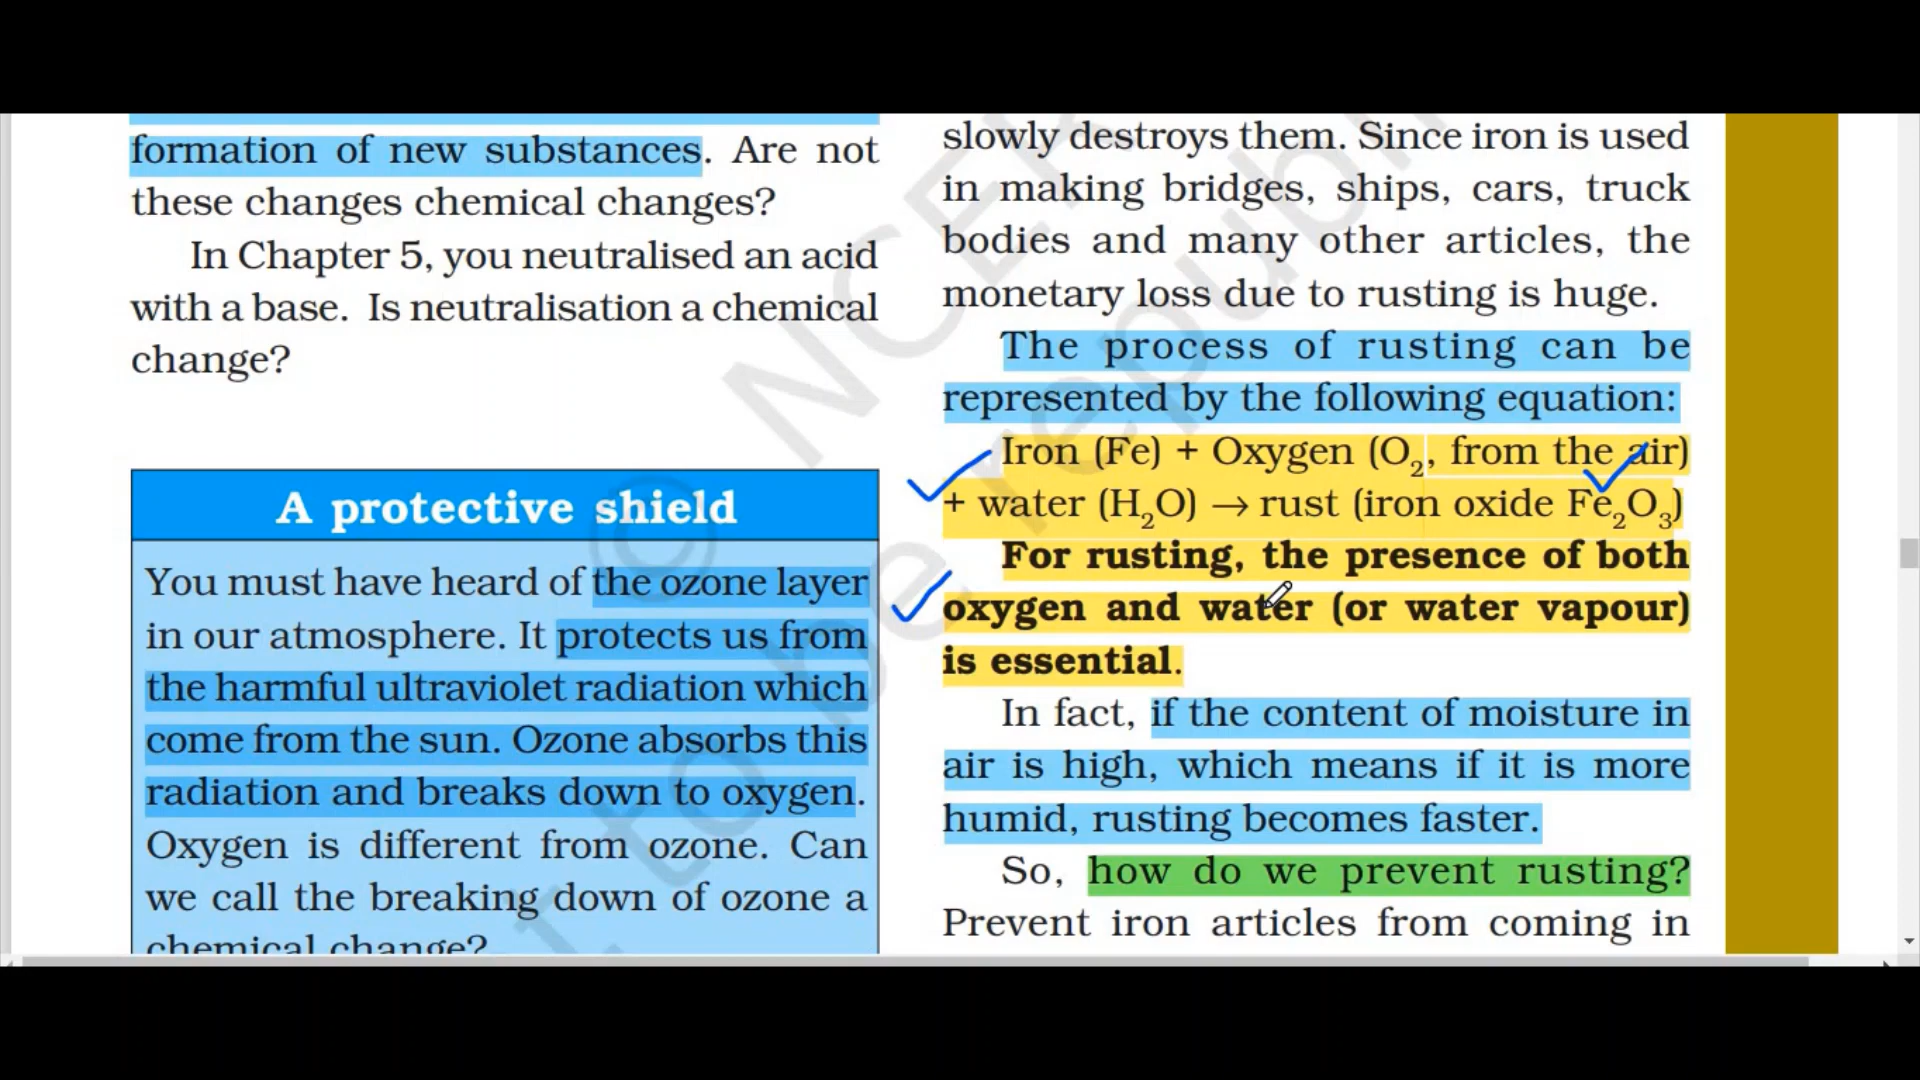 formation of new substances. Are not
these changes chemical changes?
In Chapter 5, you neutralised an acid
with a base. Is neutralisation a chemical
change?
A protective shield
You must have heard of the ozone layer
in our atmosphere. It protects us from
the harmful ultraviolet radiation which
come from the sun. Ozone absorbs this
radiation and breaks down to oxygen.
Oxygen is different from ozone. Can
we call the breaking down of ozone a
chemical change?
slowly destroys them. Since iron is used
in making bridges, ships, cars, truck
bodies and many other articles, the
monetary loss due to rusting is huge.
The process of rusting can be
represented by the following equation:
Iron (Fe) + Oxygen (O₂, from the air)
+ water (H₂O) → rust (iron oxide Fe₂O₃)
For rusting, the presence of both
oxygen and water (or water vapour)
is essential.
In fact, if the content of moisture in
air is high, which means if it is more
humid, rusting becomes faster.
So, how do we prevent rusting?
Prevent iron articles from coming in